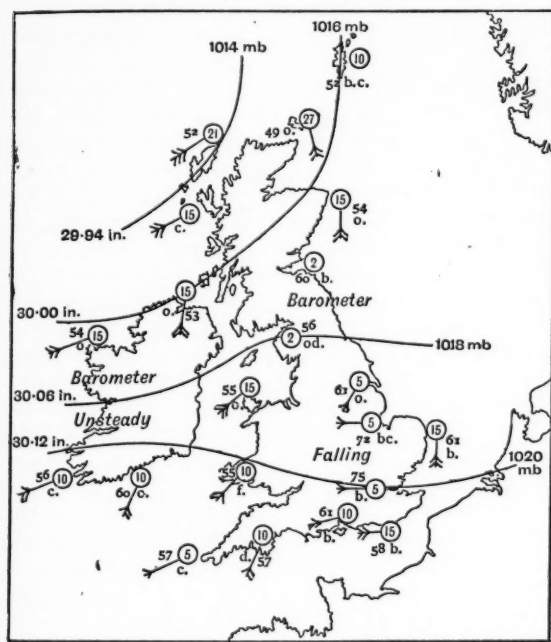 1014 mb
1016 mb
10
52 b.c.
27
49 o.
52
21
15
c.
29·94 in.
15
54
o.
2
60 b.
Barometer
15
o.
53
30·00 in.
54
15
o.
2
56
od.
1018 mb
Barometer
30·06 in.
Unsteady
55
15
o.
5
61
o.
5
72 bc.
15
61
b.
30·12 in.
Falling
1020
mb
56
10
c.
10
60 o.
55
10
f.
75
b.
5
61
10
b.
15
58 b.
10
d.
57
57
5
c.